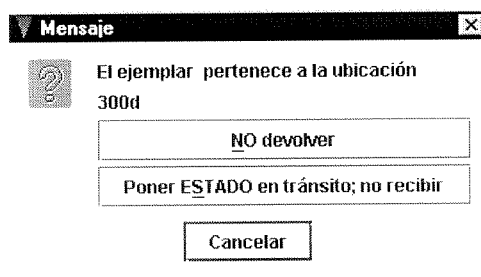 Mensaje
El ejemplar pertenece a la ubicación
300d
NO devolver
Poner ESTADO en tránsito; no recibir
Cancelar